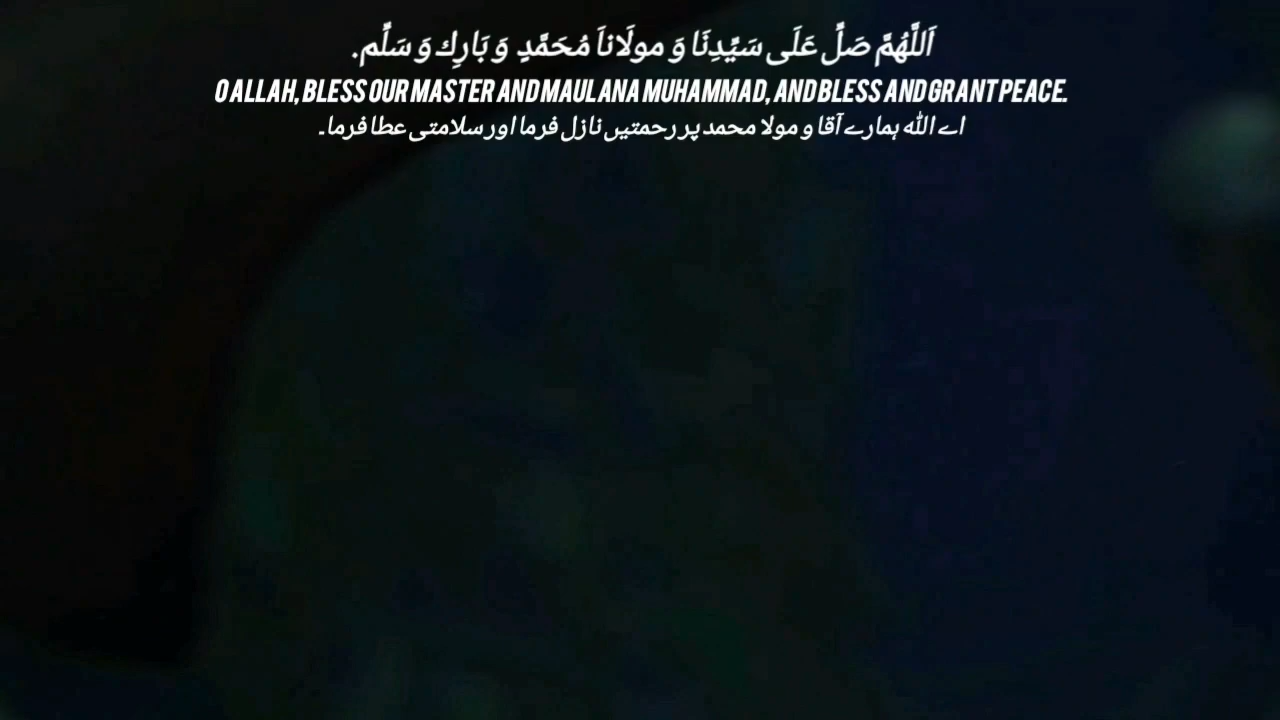 اَللَّهُمَّ صَلِّ عَلَى سَيِّدِنَا وَ مولَاناَ مُحَمَّدٍ وَ بَارِك وَ سَلِّم.
O ALLAH, BLESS OUR MASTER AND MAULANA MUHAMMAD, AND BLESS AND GRANT PEACE.
اے اللہ ہمارے آقا و مولا محمد پر رحمتیں نازل فرما اور سلامتی عطا فرما۔